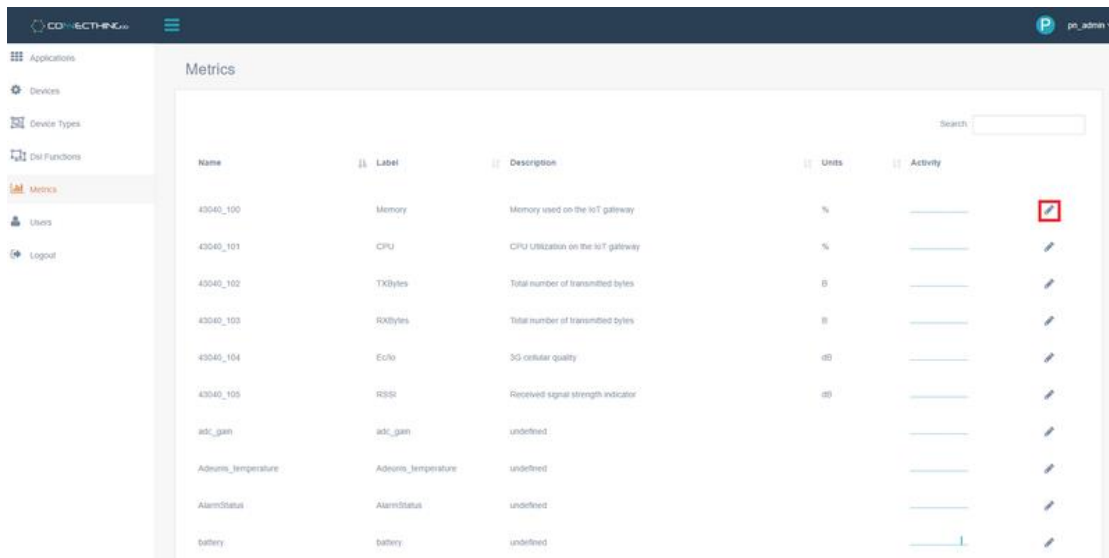 CONNECTHING.
P pn_admin
Applications
Devices
Device Types
Dsl Functions
Metrics
Users
Logout
Metrics
Search:
Name Label Description Units Activity
43040_100 Memory Memory used on the IoT gateway %
43040_101 CPU CPU Utilization on the IoT gateway %
43040_102 TXBytes Total number of transmitted bytes B
43040_103 RXBytes Total number of transmitted bytes B
43040_104 Ec/Io 3G cellular quality dB
43040_105 RSSI Received signal strength indicator dB
adc_gain adc_gain undefined
Adeunis_temperature Adeunis_temperature undefined
AlarmStatus AlarmStatus undefined
battery battery undefined